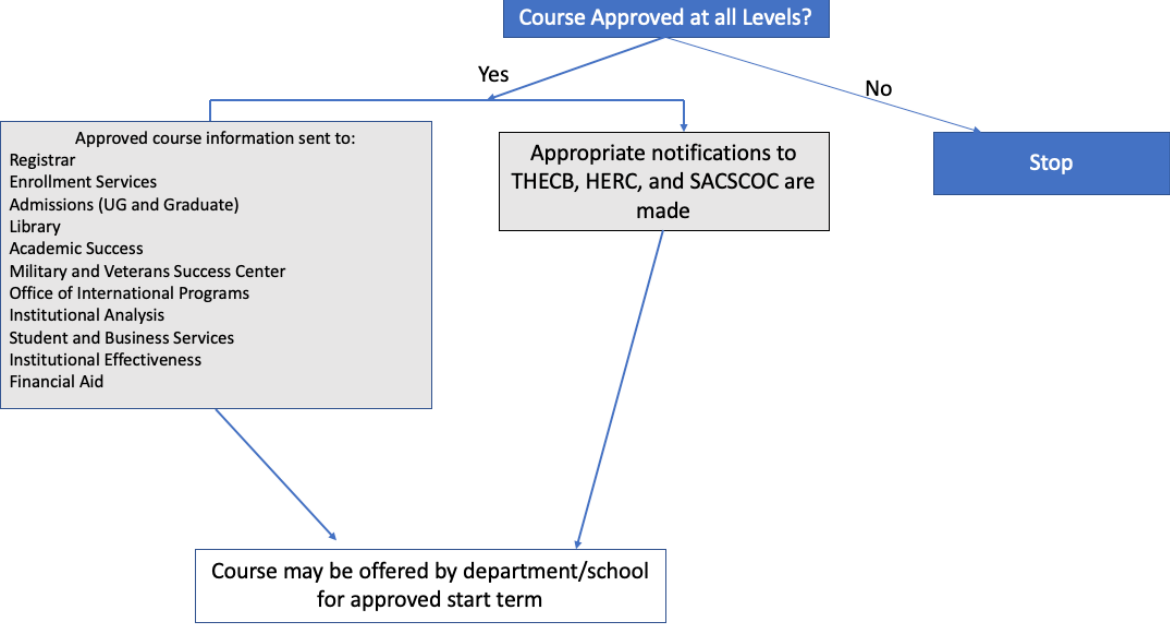 Course Approved at all Levels?
Yes
No
Approved course information sent to:
Registrar
Enrollment Services
Admissions (UG and Graduate)
Library
Academic Success
Military and Veterans Success Center
Office of International Programs
Institutional Analysis
Student and Business Services
Institutional Effectiveness
Financial Aid
Appropriate notifications to
THECB, HERC, and SACSCOC are
made
Stop
Course may be offered by department/school
for approved start term